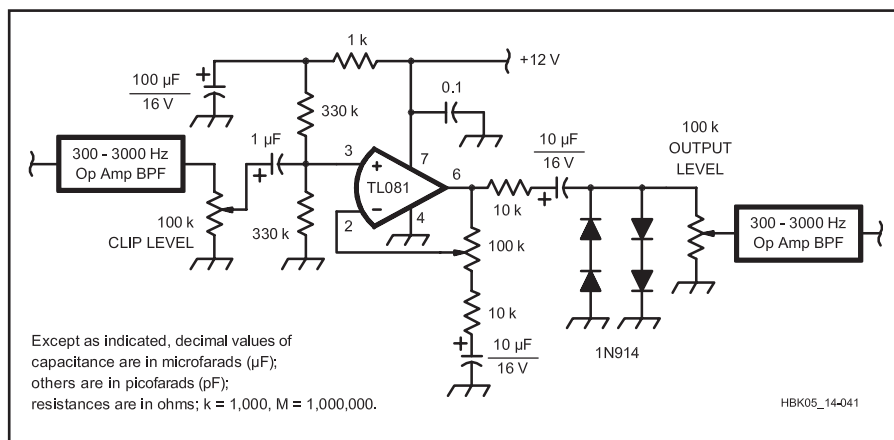 1 k
+12 V
100 µF
16 V
0.1
330 k
1 µF
10 µF
16 V
100 k
OUTPUT
LEVEL
300 - 3000 Hz
Op Amp BPF
3
+
7
6
TL081
10 k
300 - 3000 Hz
Op Amp BPF
100 k
CLIP LEVEL
330 k
2
–
4
100 k
10 k
10 µF
16 V
1N914
Except as indicated, decimal values of
capacitance are in microfarads (µF);
others are in picofarads (pF);
resistances are in ohms; k = 1,000, M = 1,000,000.
HBK05_14-041